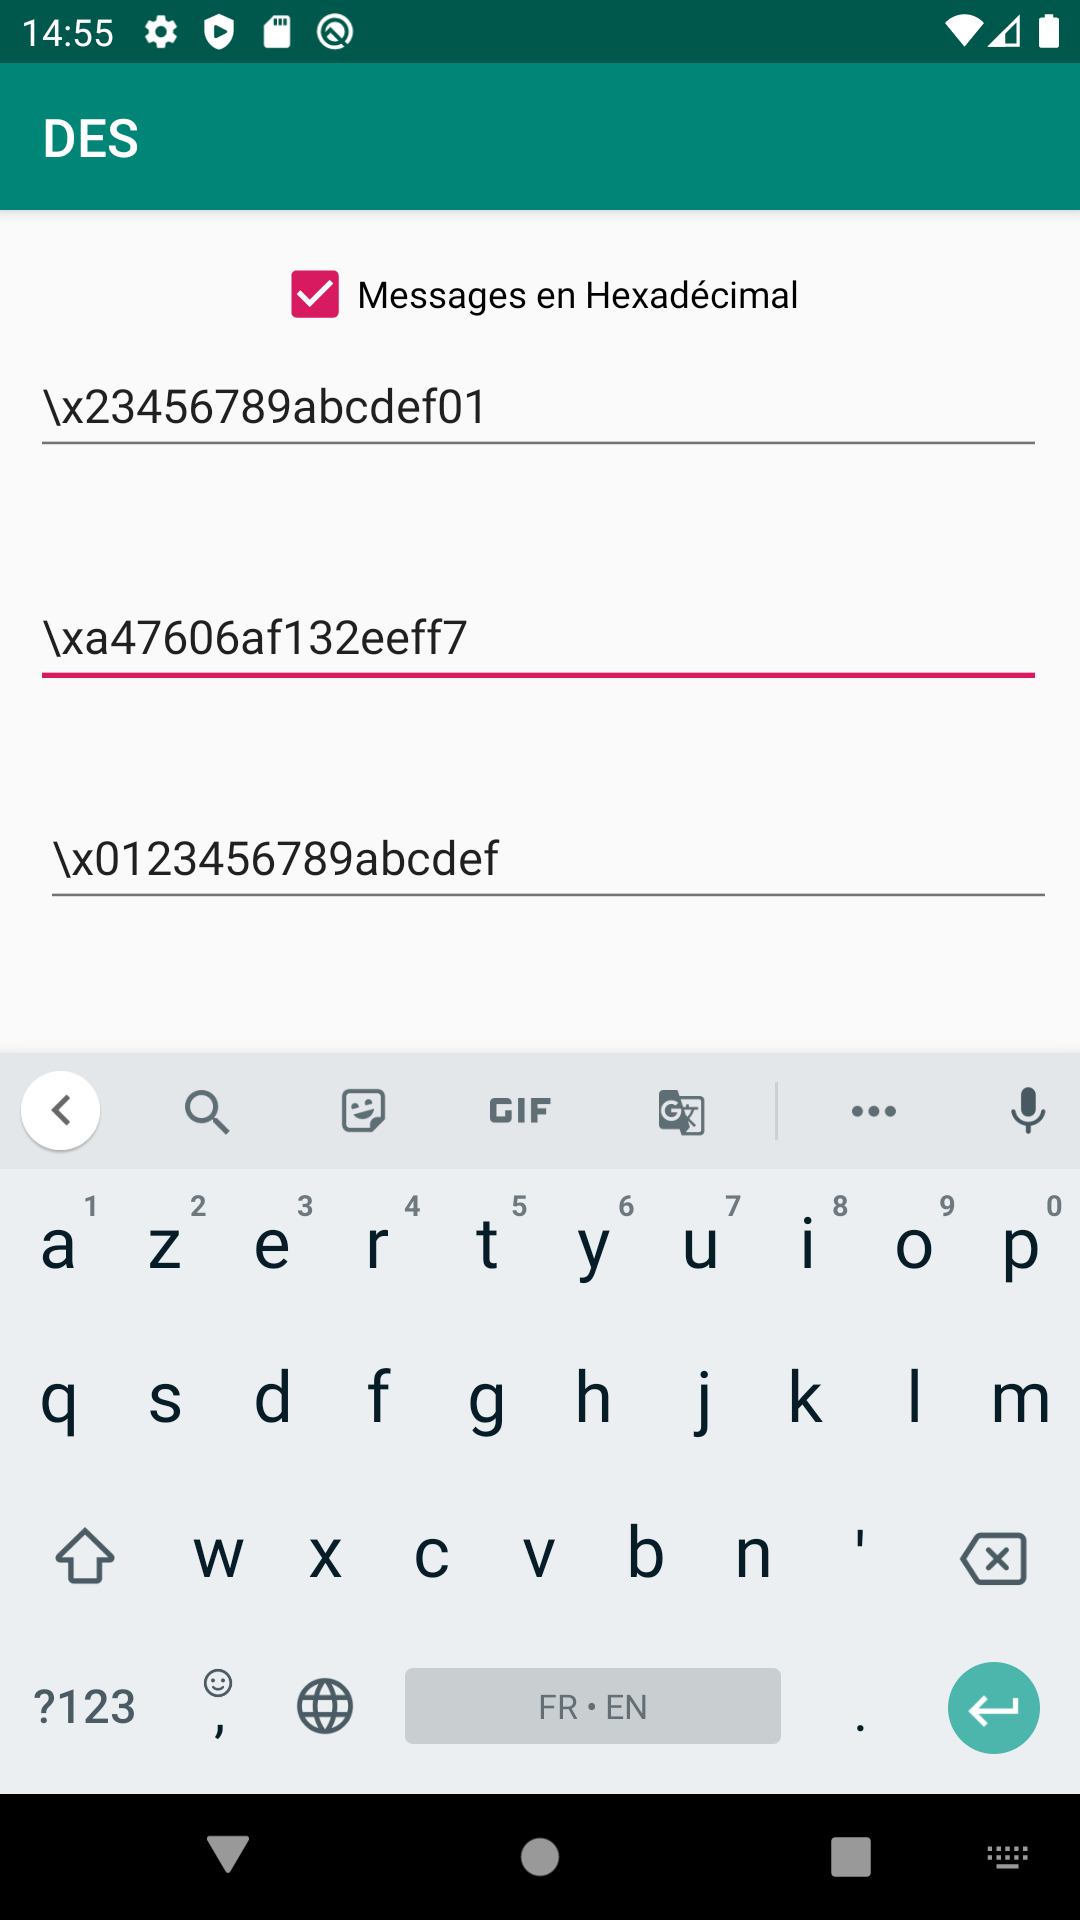 14:55
DES
Messages en Hexadécimal
\x23456789abcdef01
\xa47606af132eeff7
\x0123456789abcdef
GIF
G
1 2 3 4 5 6 7 8 9 0
a z e r t y u i o p
q s d f g h j k l m
w x c v b n '
?123 , FR • EN .